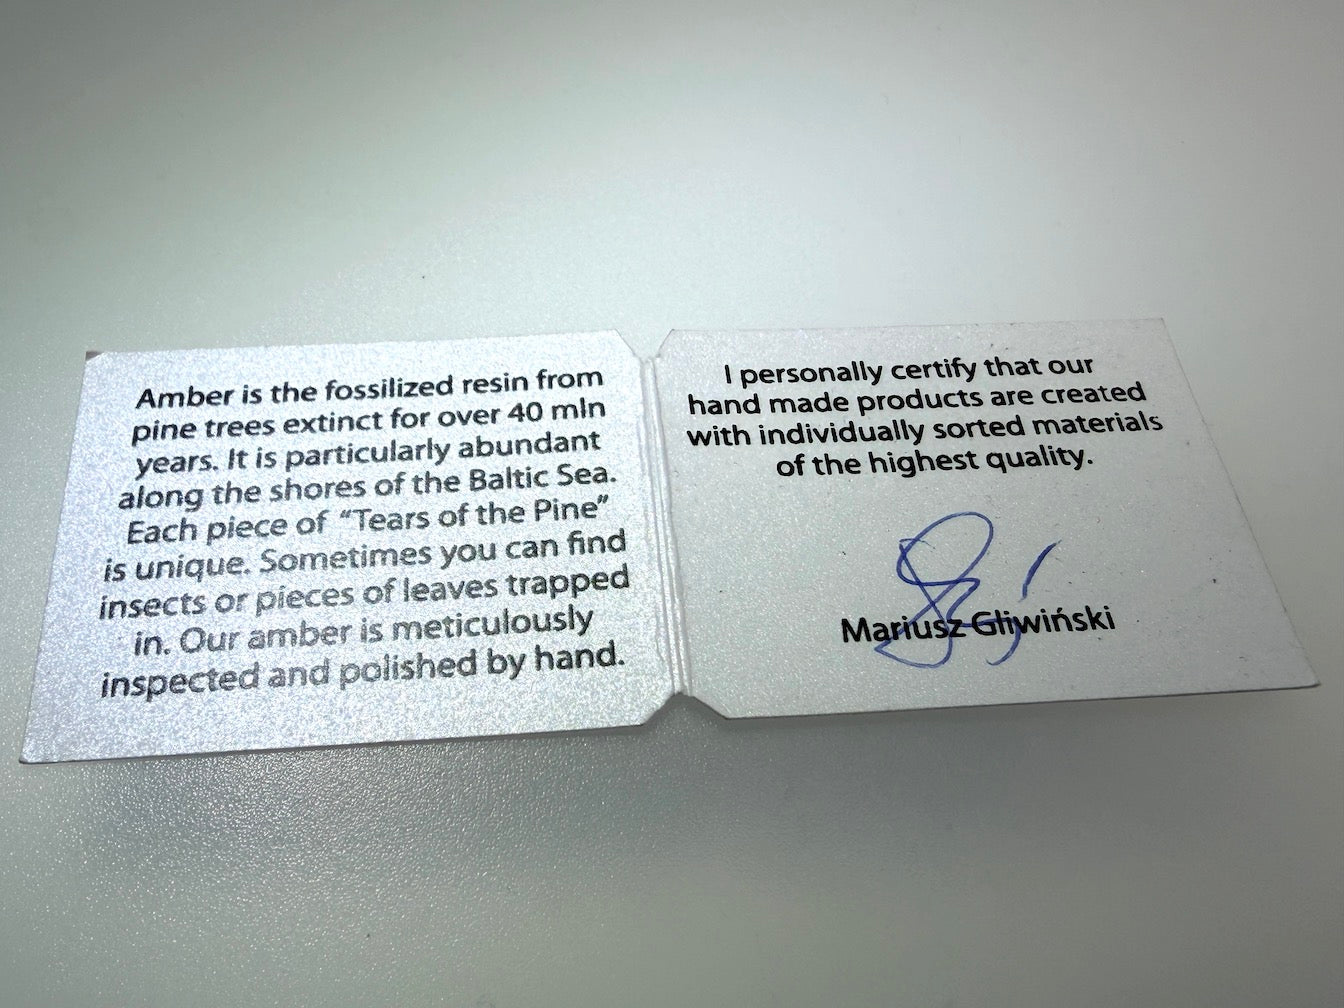 Amber is the fossilized resin from
pine trees extinct for over 40 mln
years. It is particularly abundant
along the shores of the Baltic Sea.
Each piece of “Tears of the Pine”
is unique. Sometimes you can find
insects or pieces of leaves trapped
in. Our amber is meticulously
inspected and polished by hand.
I personally certify that our
hand made products are created
with individually sorted materials
of the highest quality.
Mariusz Gliwiński